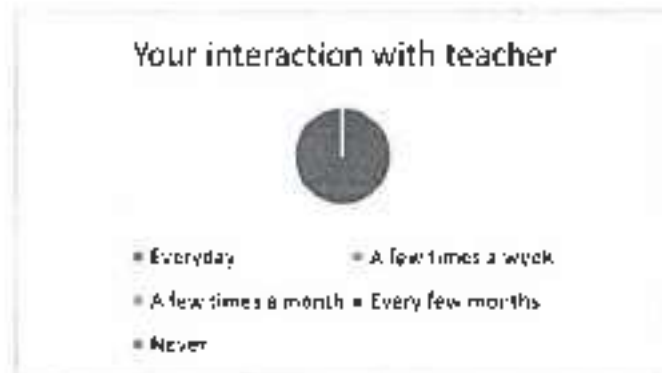 Your interaction with teacher
Everyday A few times a week
A few times a month Every few months
Never